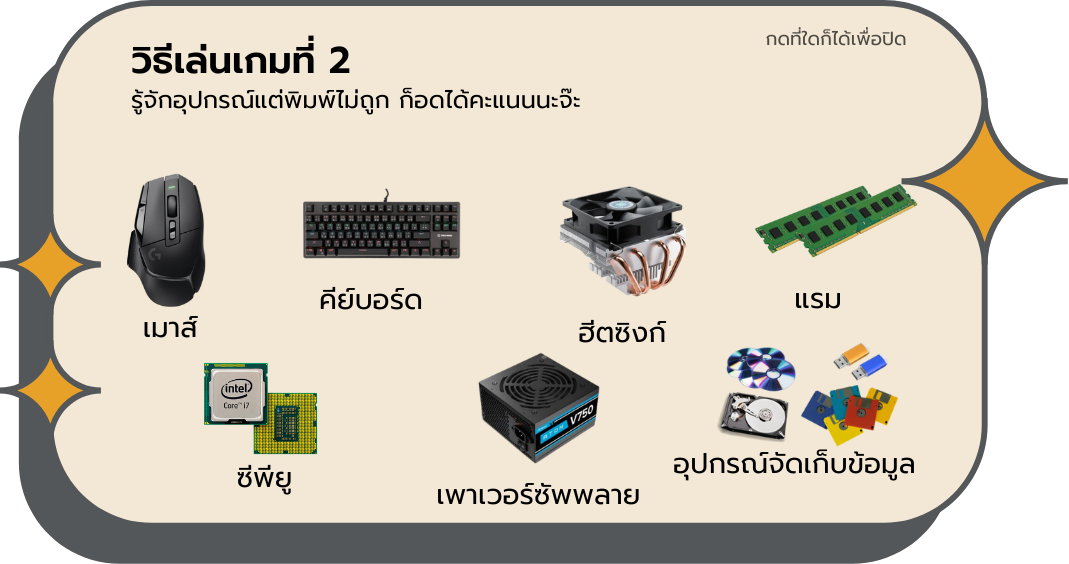 กดที่ใดก็ได้เพื่อปิด
วิธีเล่นเกมที่ 2
รู้จักอุปกรณ์แต่พิมพ์ไม่ถูก ก็อดได้คะแนนนะจ๊ะ
เมาส์
คีย์บอร์ด
ฮีตซิงก์
แรม
intel
Core™ i7
ซีพียู
V750
เพาเวอร์ซัพพลาย
อุปกรณ์จัดเก็บข้อมูล